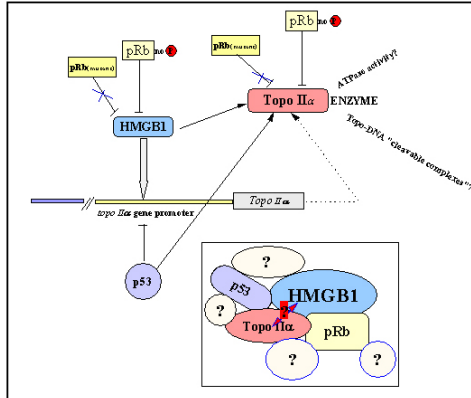 pRb
no P
pRb(mutant)
pRb
no P
pRb(mutant)
ATPase activity?
Topo IIα
ENZYME
HMGB1
Topo-DNA "cleavable complexes"?
Topo IIα
topo IIα gene promoter
p53
?
p53
HMGB1
?
?
Topo IIα
pRb
?
?